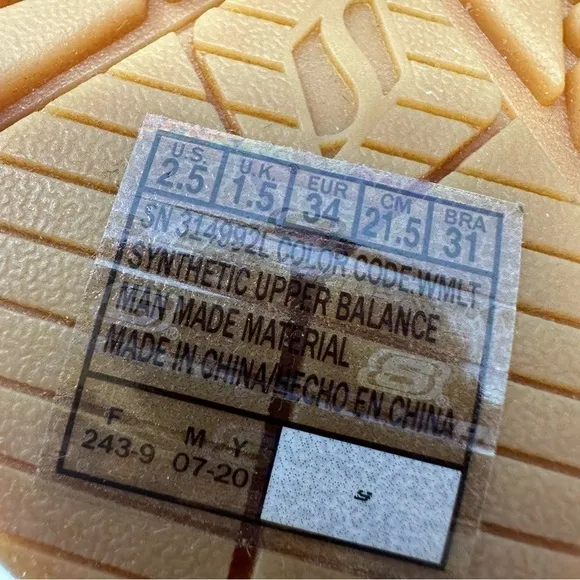 U.S. U.K. EUR CM BRA
2.5 1.5 34 21.5 31
SN 314992L COLOR CODE:WMLT
SYNTHETIC UPPER BALANCE
MAN MADE MATERIAL
MADE IN CHINA/HECHO EN CHINA
F M Y
243-9 07-20